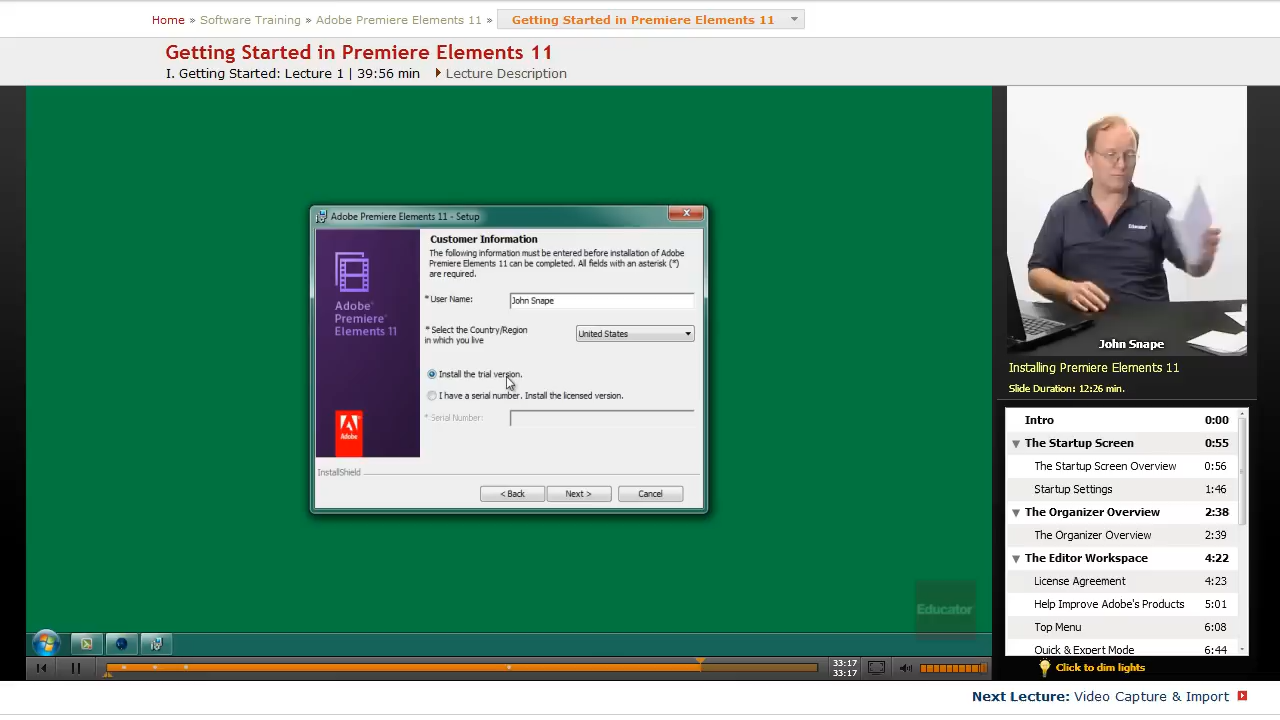 Home » Software Training » Adobe Premiere Elements 11 » Getting Started in Premiere Elements 11
Getting Started in Premiere Elements 11
I. Getting Started: Lecture 1 | 39:56 min Lecture Description
Adobe Premiere Elements 11 - Setup
Adobe®
Premiere®
Elements 11
Adobe
Customer Information
The following information must be entered before installation of Adobe
Premiere Elements 11 can be completed. All fields with an asterisk (*)
are required.
* User Name: John Snape
* Select the Country/Region
in which you live
United States
Install the trial version.
I have a serial number. Install the licensed version.
* Serial Number:
InstallShield
< Back Next > Cancel
Educator
33:17
33:17
Educator
John Snape
Installing Premiere Elements 11
Slide Duration: 12:26 min.
Intro 0:00
The Startup Screen 0:55
The Startup Screen Overview 0:56
Startup Settings 1:46
The Organizer Overview 2:38
The Organizer Overview 2:39
The Editor Workspace 4:22
License Agreement 4:23
Help Improve Adobe's Products 5:01
Top Menu 6:08
Quick & Expert Mode 6:44
Click to dim lights
Next Lecture: Video Capture & Import